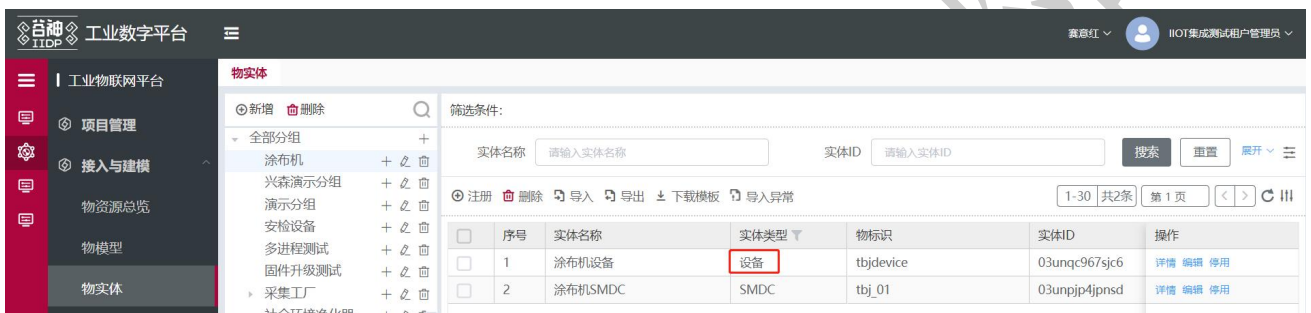 谷神 IIDP 工业数字平台 赛意红 IIOT集成测试租户管理员
工业物联网平台 物实体
新增 删除 筛选条件:
项目管理 全部分组
实体名称 请输入实体名称 实体ID 请输入实体ID 搜索 重置 展开
接入与建模 涂布机
兴森演示分组
注册 删除 导入 导出 下载模板 导入异常 1-30 共2条 第1页
物资源总览 演示分组
安检设备
序号 实体名称 实体类型 物标识 实体ID 操作
物模型 多进程测试
1 涂布机设备 设备 tbjdevice 03unqc967sjc6 详情 编辑 停用
固件升级测试
物实体 采集工厂
2 涂布机SMDC SMDC tbj_01 03unpjp4jpnsd 详情 编辑 停用